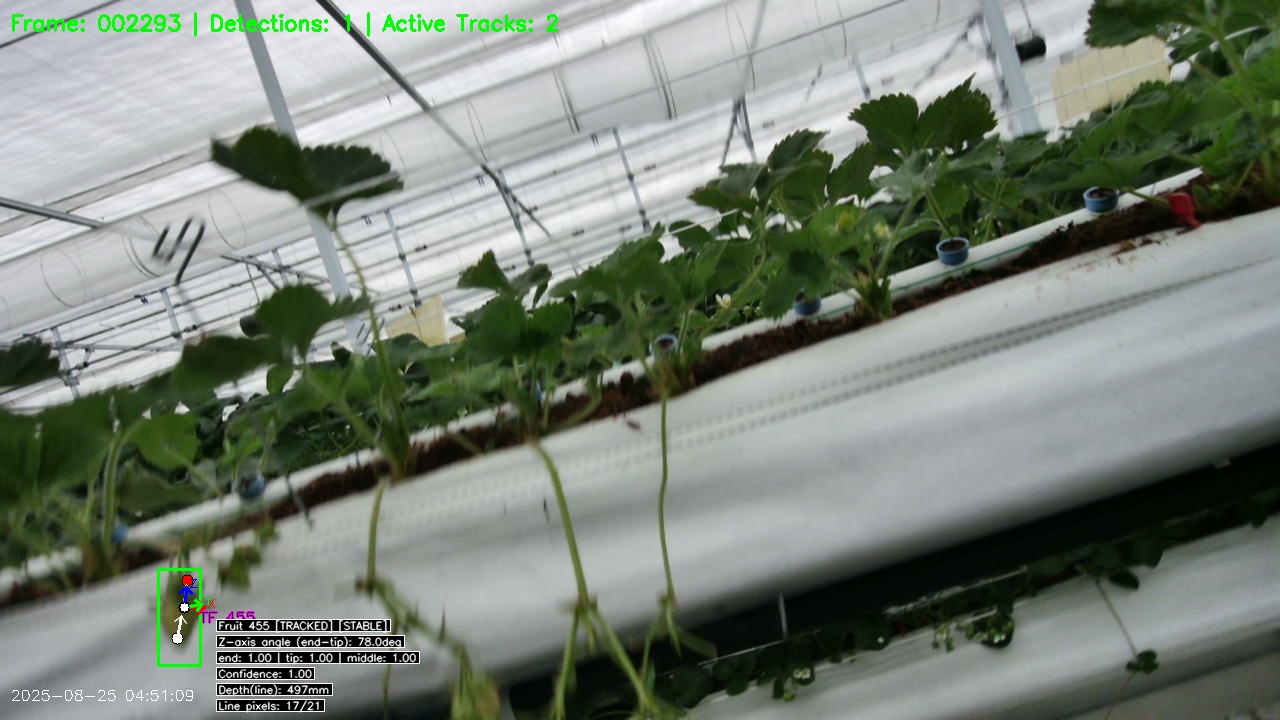 Frame: 002293 | Detections: 1 | Active Tracks: 2
TF_455
Fruit 455 [TRACKED] [STABLE]
Z-axis angle (end-tip): 78.0deg
end: 1.00 | tip: 1.00 | middle: 1.00
Confidence: 1.00
Depth(line): 497mm
Line pixels: 17/21
2025-08-25 04:51:09